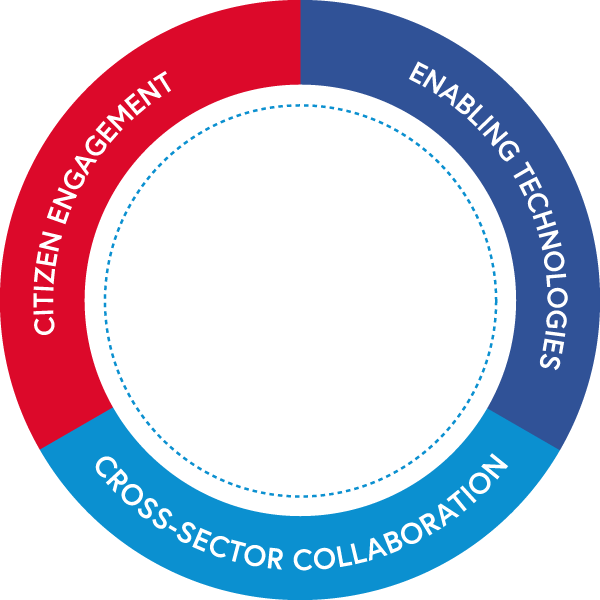 CITIZEN ENGAGEMENT
ENABLING TECHNOLOGIES
CROSS-SECTOR COLLABORATION